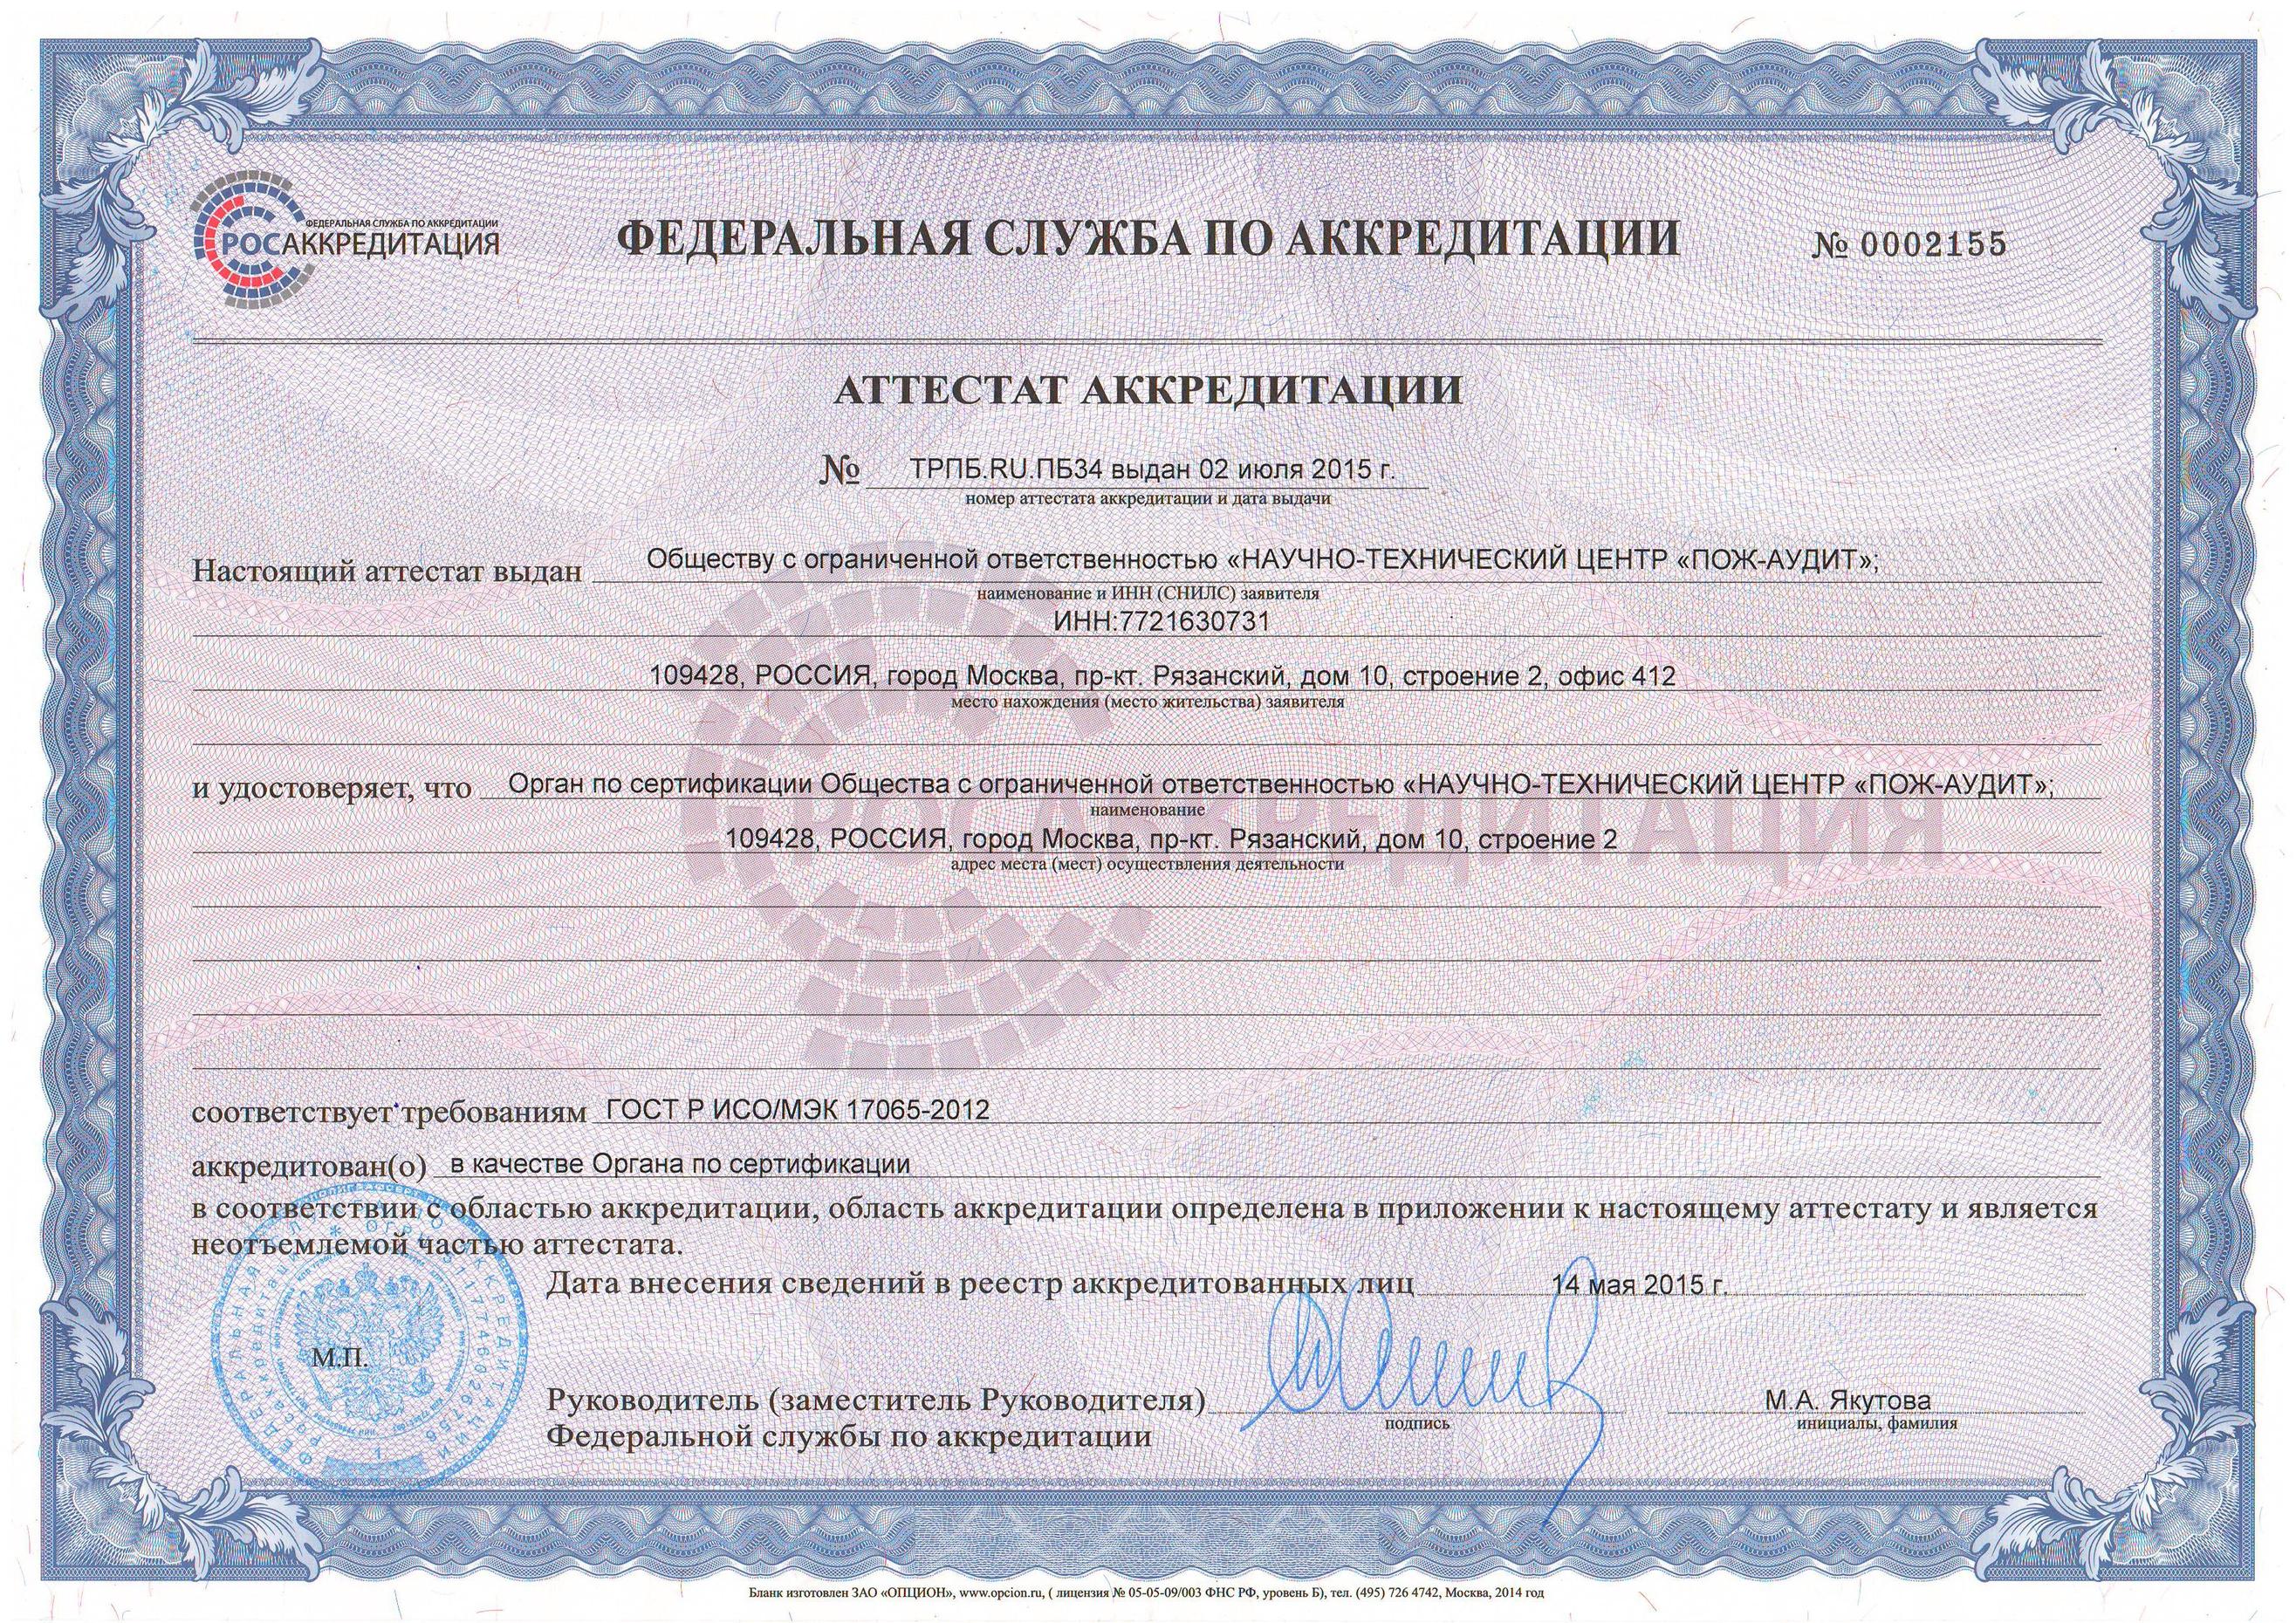 ФЕДЕРАЛЬНАЯ СЛУЖБА ПО АККРЕДИТАЦИИ
РОСАККРЕДИТАЦИЯ
ФЕДЕРАЛЬНАЯ СЛУЖБА ПО АККРЕДИТАЦИИ
№ 0002155
АТТЕСТАТ АККРЕДИТАЦИИ
№ ТРПБ.RU.ПБ34 выдан 02 июля 2015 г.
номер аттестата аккредитации и дата выдачи
Настоящий аттестат выдан Обществу с ограниченной ответственностью «НАУЧНО-ТЕХНИЧЕСКИЙ ЦЕНТР «ПОЖ-АУДИТ»;
наименование и ИНН (СНИЛС) заявителя
ИНН:7721630731
109428, РОССИЯ, город Москва, пр-кт. Рязанский, дом 10, строение 2, офис 412
место нахождения (место жительства) заявителя
и удостоверяет, что Орган по сертификации Общества с ограниченной ответственностью «НАУЧНО-ТЕХНИЧЕСКИЙ ЦЕНТР «ПОЖ-АУДИТ»;
наименование
РОСАККРЕДИТАЦИЯ
109428, РОССИЯ, город Москва, пр-кт. Рязанский, дом 10, строение 2
адрес места (мест) осуществления деятельности
соответствует требованиям ГОСТ Р ИСО/МЭК 17065-2012
аккредитован(о) в качестве Органа по сертификации
в соответствии с областью аккредитации, область аккредитации определена в приложении к настоящему аттестату и является
неотъемлемой частью аттестата.
Дата внесения сведений в реестр аккредитованных лиц 14 мая 2015 г.
М.П.
Руководитель (заместитель Руководителя)
Федеральной службы по аккредитации
подпись
М.А. Якутова
инициалы, фамилия
Бланк изготовлен ЗАО «ОПЦИОН», www.opcion.ru, ( лицензия № 05-05-09/003 ФНС РФ, уровень Б), тел. (495) 726 4742, Москва, 2014 год